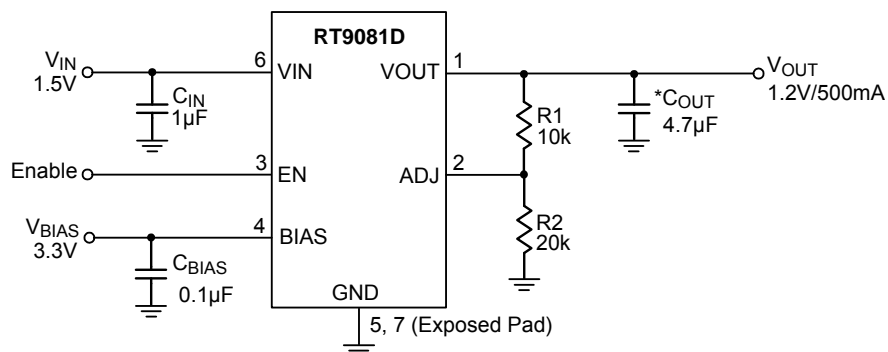 RT9081D
VIN
1.5V
6
VIN
CIN
1µF
Enable
3
EN
VBIAS
3.3V
4
BIAS
CBIAS
0.1µF
GND
5, 7 (Exposed Pad)
VOUT
1
ADJ
2
R1
10k
R2
20k
*COUT
4.7µF
VOUT
1.2V/500mA